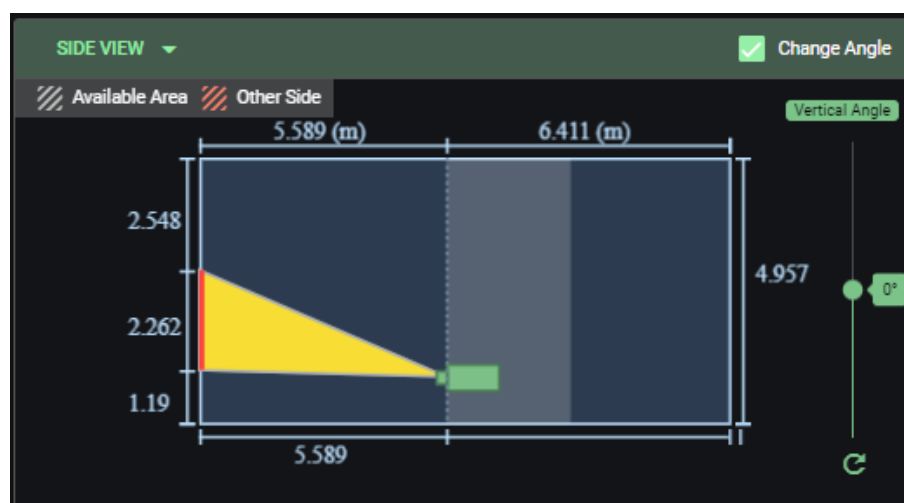 SIDE VIEW
Change Angle
Available Area
Other Side
Vertical Angle
5.589 (m)
6.411 (m)
2.548
4.957
0°
2.262
1.19
5.589